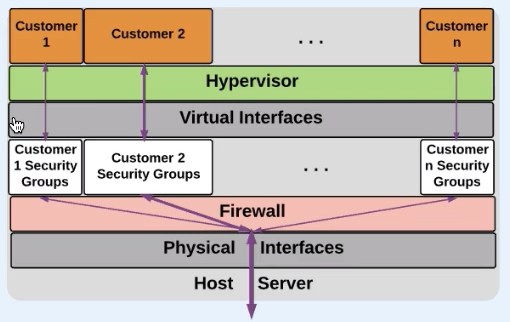 Customer
1
Customer 2
. . .
Customer
n
Hypervisor
Virtual Interfaces
Customer
1 Security
Groups
Customer 2
Security Groups
. . .
Customer
n Security
Groups
Firewall
Physical Interfaces
Host Server